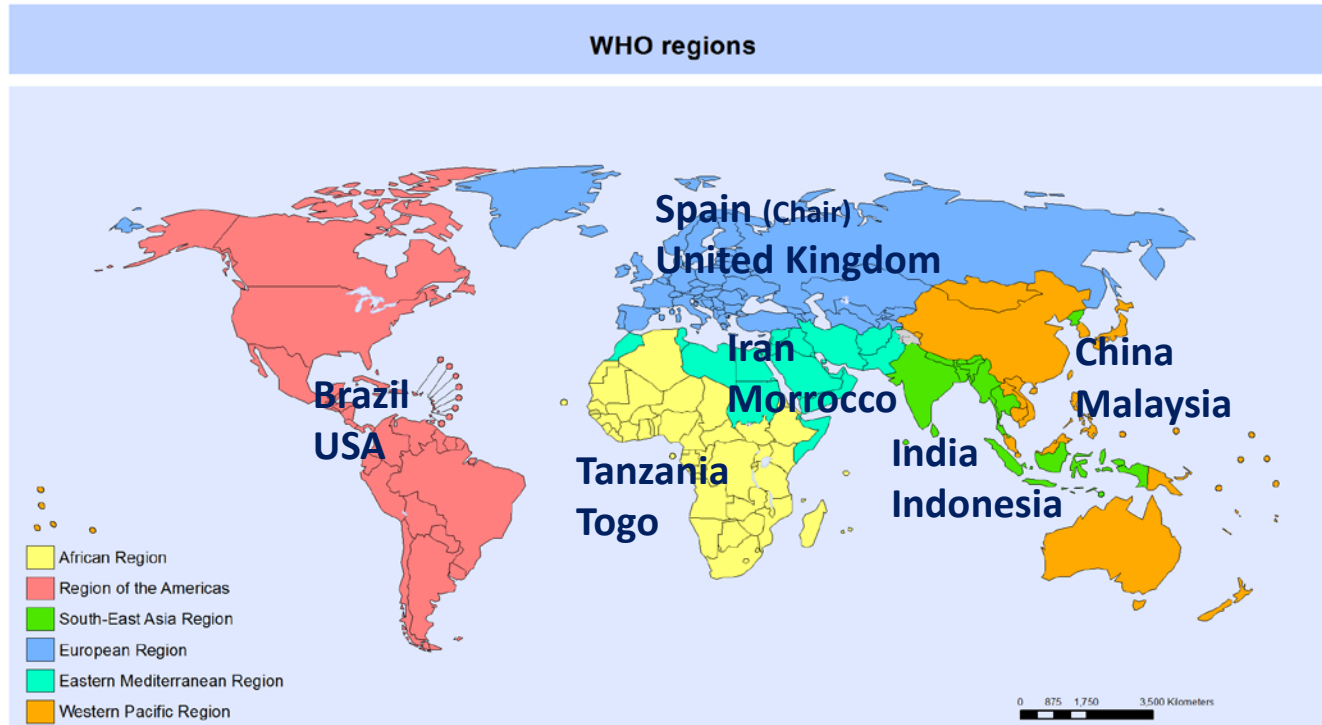 WHO regions
Spain (Chair)
United Kingdom
Iran
Morrocco
China
Malaysia
Brazil
USA
India
Indonesia
Tanzania
Togo
African Region
Region of the Americas
South-East Asia Region
European Region
Eastern Mediterranean Region
Western Pacific Region
0 875 1,750 3,500 Kilometers